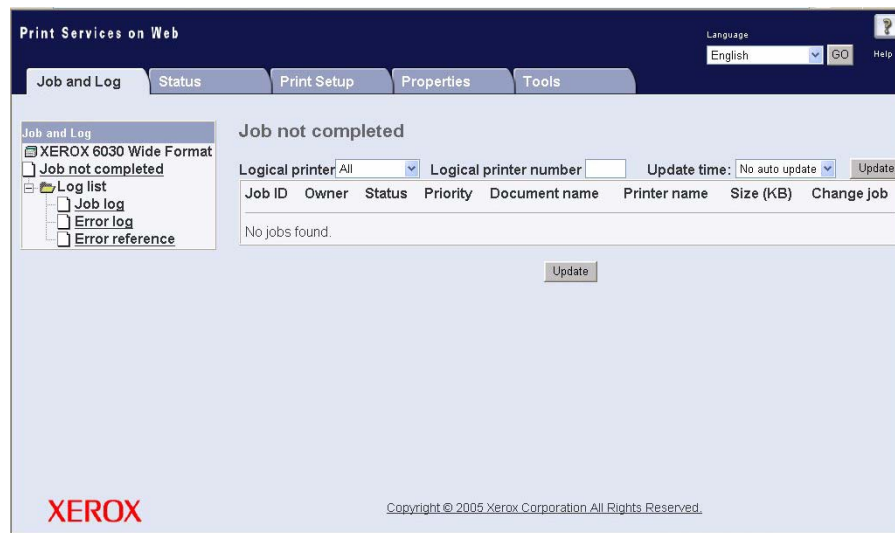 Print Services on Web
Language
English
GO
?
Help
Job and Log
Status
Print Setup
Properties
Tools
Job and Log
XEROX 6030 Wide Format
Job not completed
Log list
Job log
Error log
Error reference
Job not completed
Logical printer All Logical printer number Update time: No auto update Update
Job ID Owner Status Priority Document name Printer name Size (KB) Change job
No jobs found.
Update
XEROX
Copyright © 2005 Xerox Corporation All Rights Reserved.